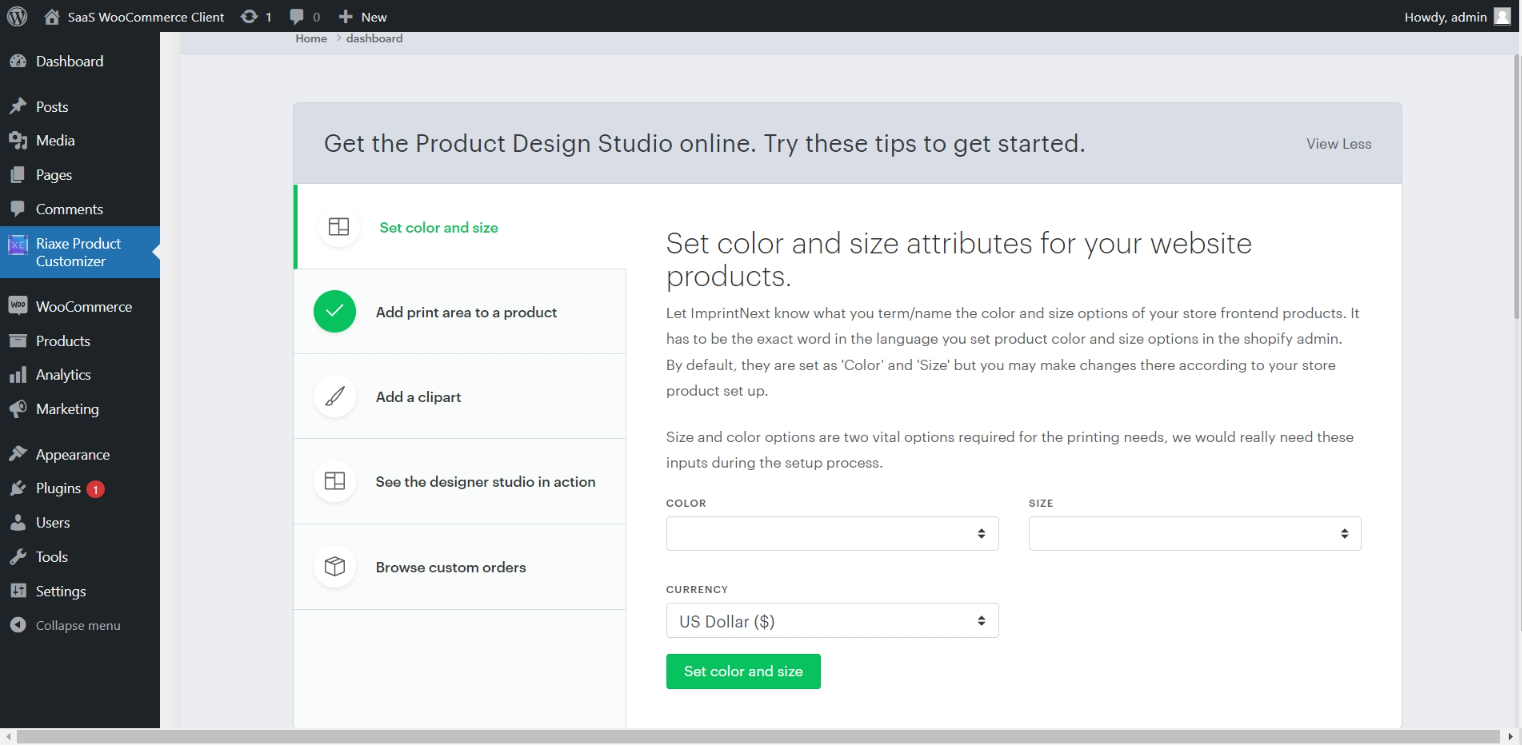 SaaS WooCommerce Client 1 0 New Howdy, admin
Home > dashboard
Dashboard
Posts
Media
Pages
Comments
Riaxe Product
Customizer
WooCommerce
Products
Analytics
Marketing
Appearance
Plugins 1
Users
Tools
Settings
Collapse menu
Get the Product Design Studio online. Try these tips to get started. View Less
Set color and size
Add print area to a product
Add a clipart
See the designer studio in action
Browse custom orders
Set color and size attributes for your website
products.
Let ImprintNext know what you term/name the color and size options of your store frontend products. It
has to be the exact word in the language you set product color and size options in the shopify admin.
By default, they are set as 'Color' and 'Size' but you may make changes there according to your store
product set up.
Size and color options are two vital options required for the printing needs, we would really need these
inputs during the setup process.
COLOR SIZE
CURRENCY
US Dollar ($)
Set color and size